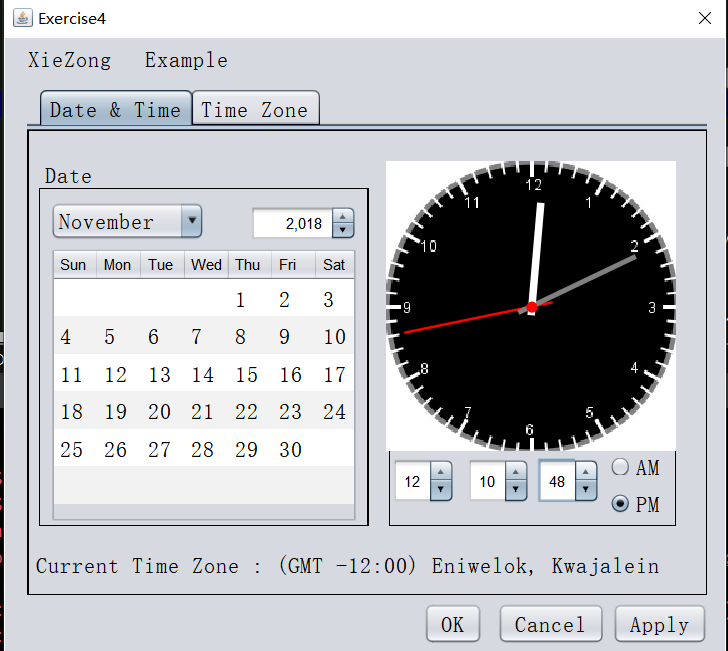 Exercise4
XieZong Example
Date & Time Time Zone
Date
November 2,018
Sun Mon Tue Wed Thu Fri Sat
1 2 3
4 5 6 7 8 9 10
11 12 13 14 15 16 17
18 19 20 21 22 23 24
25 26 27 28 29 30
12
1
2
3
4
5
6
7
8
9
10
11
12 10 48
AM
PM
Current Time Zone : (GMT -12:00) Eniwelok, Kwajalein
OK Cancel Apply